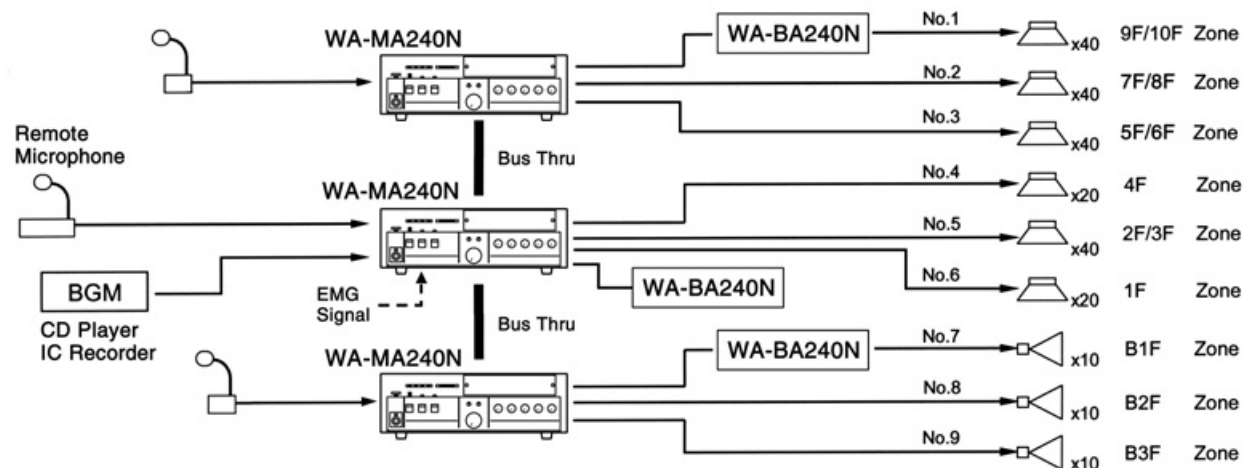 WA-MA240N
WA-BA240N
No.1
x40
9F/10F Zone
No.2
x40
7F/8F Zone
No.3
x40
5F/6F Zone
Remote
Microphone
Bus Thru
WA-MA240N
No.4
x20
4F Zone
No.5
x40
2F/3F Zone
BGM
CD Player
IC Recorder
EMG
Signal
WA-BA240N
No.6
x20
1F Zone
Bus Thru
WA-MA240N
WA-BA240N
No.7
x10
B1F Zone
No.8
x10
B2F Zone
No.9
x10
B3F Zone